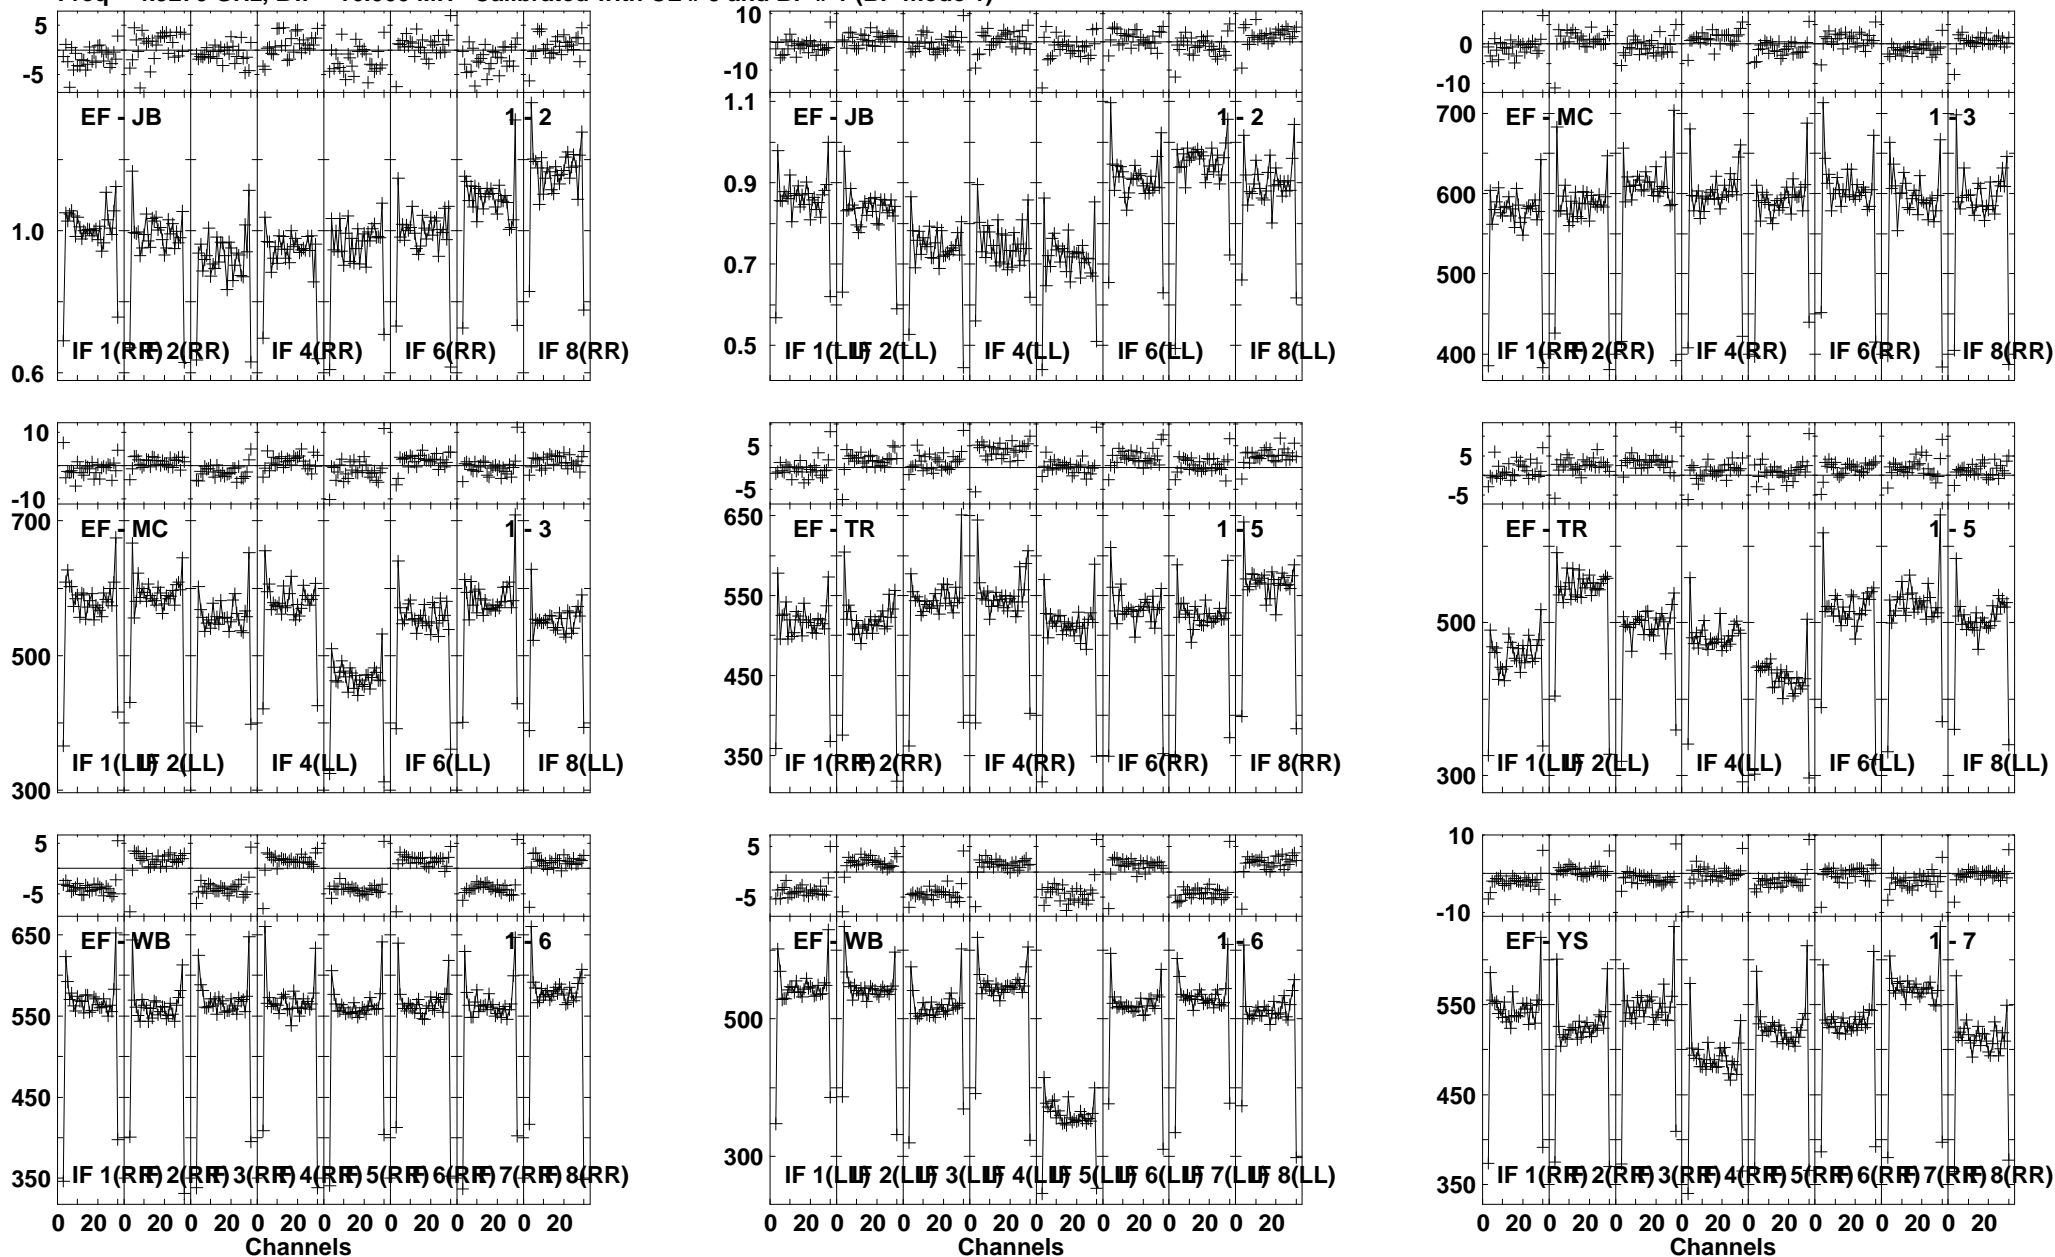 Freq GHz, Bw MH Calibrated with CL # and BP # (BP mode 1)
5
-5
EF - JB 1 - 2
1.0
IF 1(RR) IF 2(RR) IF 4(RR) IF 6(RR) IF 8(RR)
0.6
10
-10
1.1
EF - JB 1 - 2
0.9
0.7
0.5
IF 1(LL) IF 2(LL) IF 4(LL) IF 6(LL) IF 8(LL)
0
-10
700
EF - MC 1 - 3
600
500
400
IF 1(RR) IF 2(RR) IF 4(RR) IF 6(RR) IF 8(RR)
10
-10
700
EF - MC 1 - 3
500
IF 1(LL) IF 2(LL) IF 4(LL) IF 6(LL) IF 8(LL)
300
5
-5
650
EF - TR 1 - 5
550
450
350
IF 1(RR) IF 2(RR) IF 4(RR) IF 6(RR) IF 8(RR)
5
-5
EF - TR 1 - 5
500
IF 1(LL) IF 2(LL) IF 4(LL) IF 6(LL) IF 8(LL)
300
5
-5
650
EF - WB 1 - 6
550
450
350
IF 1(RR) IF 2(RR) IF 3(RR) IF 4(RR) IF 5(RR) IF 6(RR) IF 7(RR) IF 8(RR)
0 20 0 20 0 20 0 20 0 20 0 20 0 20 0 20
Channels
5
-5
EF - WB 1 - 6
500
300
IF 1(LL) IF 2(LL) IF 3(LL) IF 4(LL) IF 5(LL) IF 6(LL) IF 7(LL) IF 8(LL)
0 20 0 20 0 20 0 20 0 20 0 20 0 20 0 20
Channels
10
-10
EF - YS 1 - 7
550
450
350
IF 1(RR) IF 2(RR) IF 3(RR) IF 4(RR) IF 5(RR) IF 6(RR) IF 7(RR) IF 8(RR)
0 20 0 20 0 20 0 20 0 20 0 20 0 20 0 20
Channels